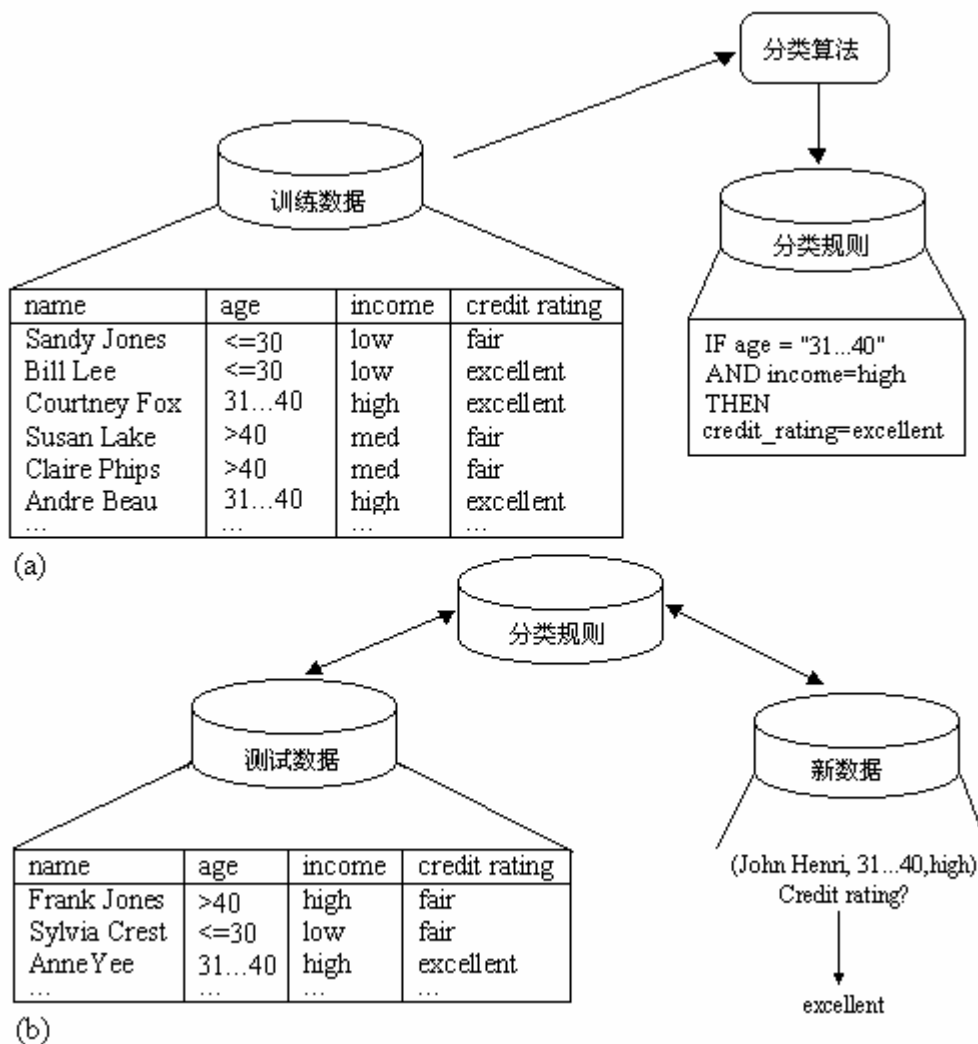 分类算法
训练数据
分类规则
name age income credit rating
Sandy Jones <=30 low fair
Bill Lee <=30 low excellent
Courtney Fox 31...40 high excellent
Susan Lake >40 med fair
Claire Phips >40 med fair
Andre Beau 31...40 high excellent
... ... ... ...
IF age = "31...40"
AND income=high
THEN
credit_rating=excellent
(a)
分类规则
测试数据
新数据
name age income credit rating
Frank Jones >40 high fair
Sylvia Crest <=30 low fair
AnneYee 31...40 high excellent
... ... ... ...
(John Henri, 31...40,high)
Credit rating?
excellent
(b)